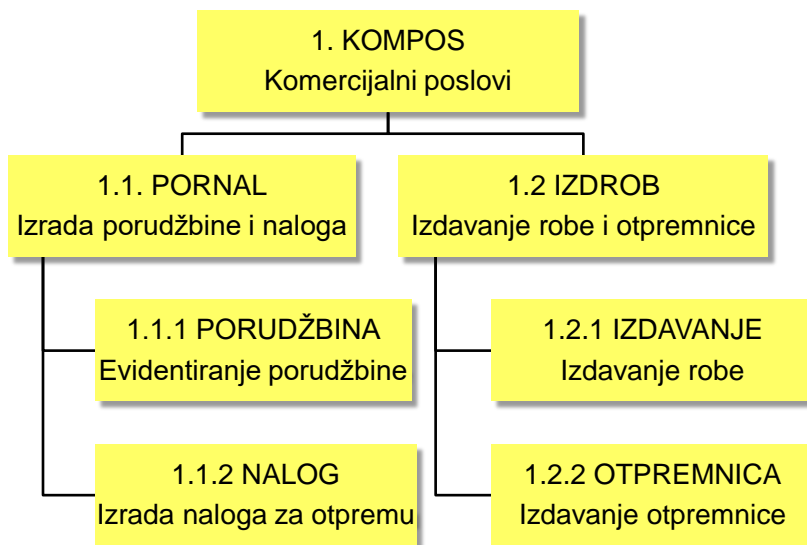 1. KOMPOS
Komercijalni poslovi
1.1. PORNAL
Izrada porudžbine i naloga
1.2 IZDROB
Izdavanje robe i otpremnice
1.1.1 PORUDŽBINA
Evidentiranje porudžbine
1.2.1 IZDAVANJE
Izdavanje robe
1.1.2 NALOG
Izrada naloga za otpremu
1.2.2 OTPREMNICA
Izdavanje otpremnice